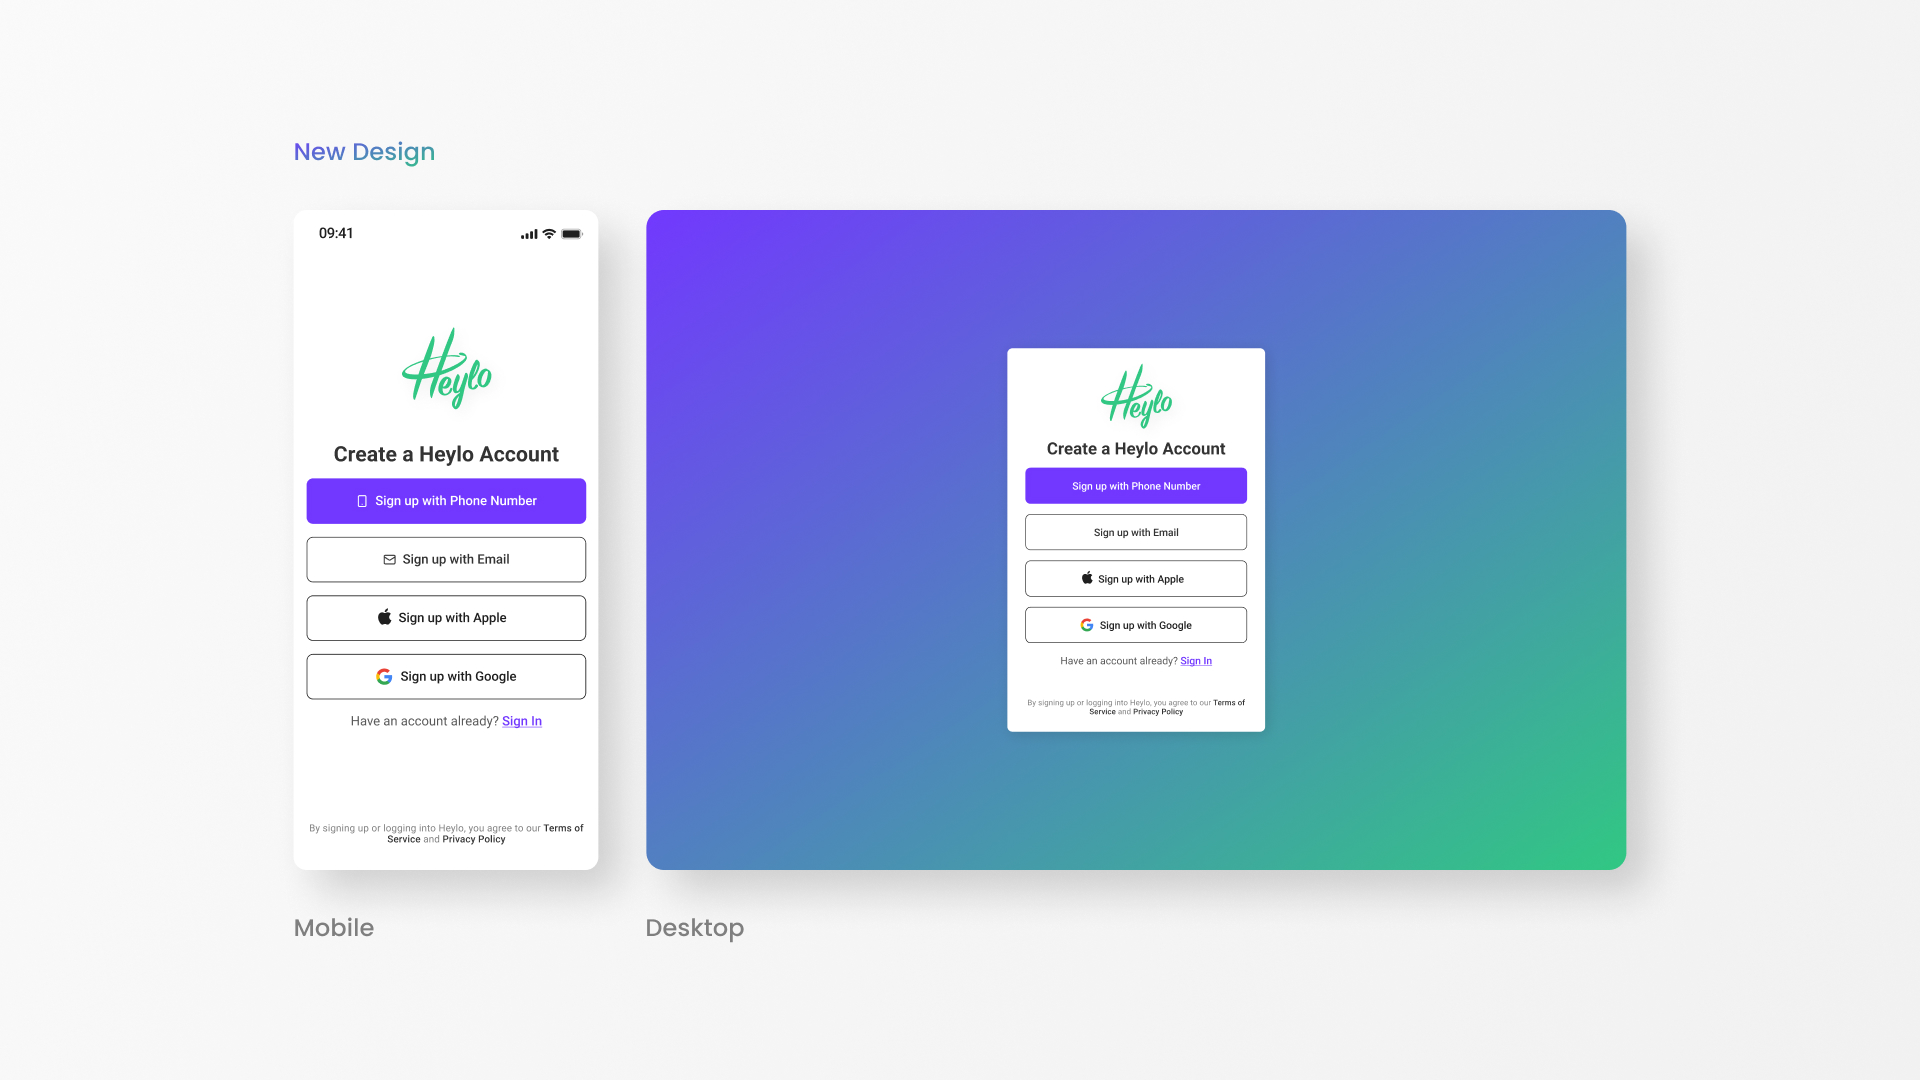 New Design
09:41
Heylo
Create a Heylo Account
Sign up with Phone Number
Sign up with Email
Sign up with Apple
Sign up with Google
Have an account already? Sign In
By signing up or logging into Heylo, you agree to our Terms of
Service and Privacy Policy
Mobile
Heylo
Create a Heylo Account
Sign up with Phone Number
Sign up with Email
Sign up with Apple
Sign up with Google
Have an account already? Sign In
By signing up or logging into Heylo, you agree to our Terms of
Service and Privacy Policy
Desktop